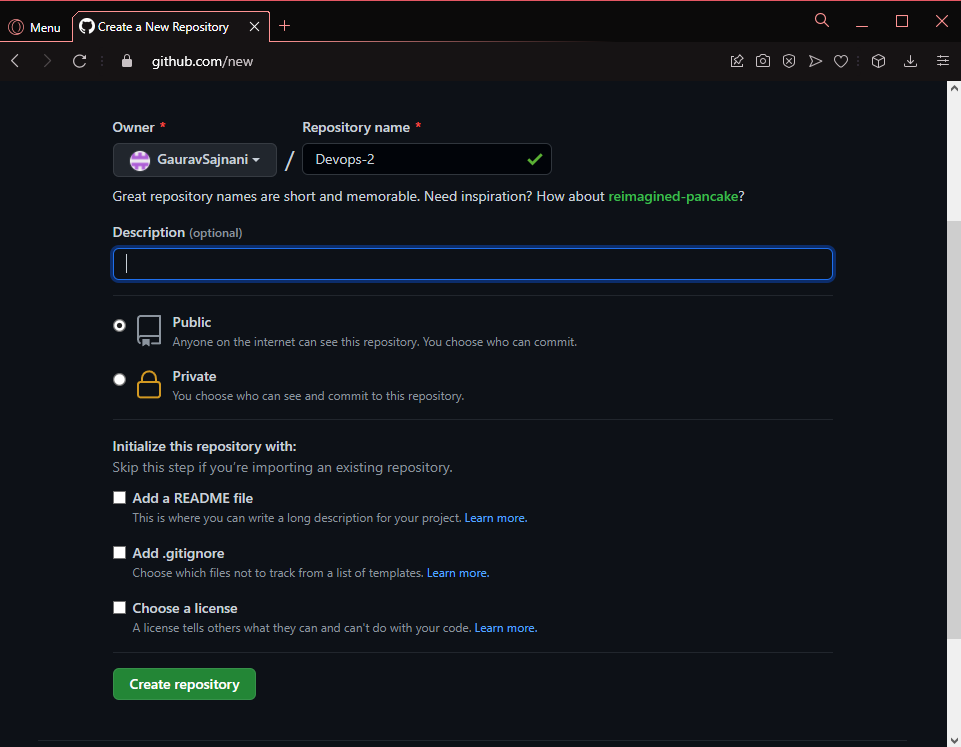 Menu
Create a New Repository
github.com/new
Owner *
Repository name *
GauravSajnani
/
Devops-2
Great repository names are short and memorable. Need inspiration? How about reimagined-pancake?
Description (optional)
Public
Anyone on the internet can see this repository. You choose who can commit.
Private
You choose who can see and commit to this repository.
Initialize this repository with:
Skip this step if you’re importing an existing repository.
Add a README file
This is where you can write a long description for your project. Learn more.
Add .gitignore
Choose which files not to track from a list of templates. Learn more.
Choose a license
A license tells others what they can and can't do with your code. Learn more.
Create repository